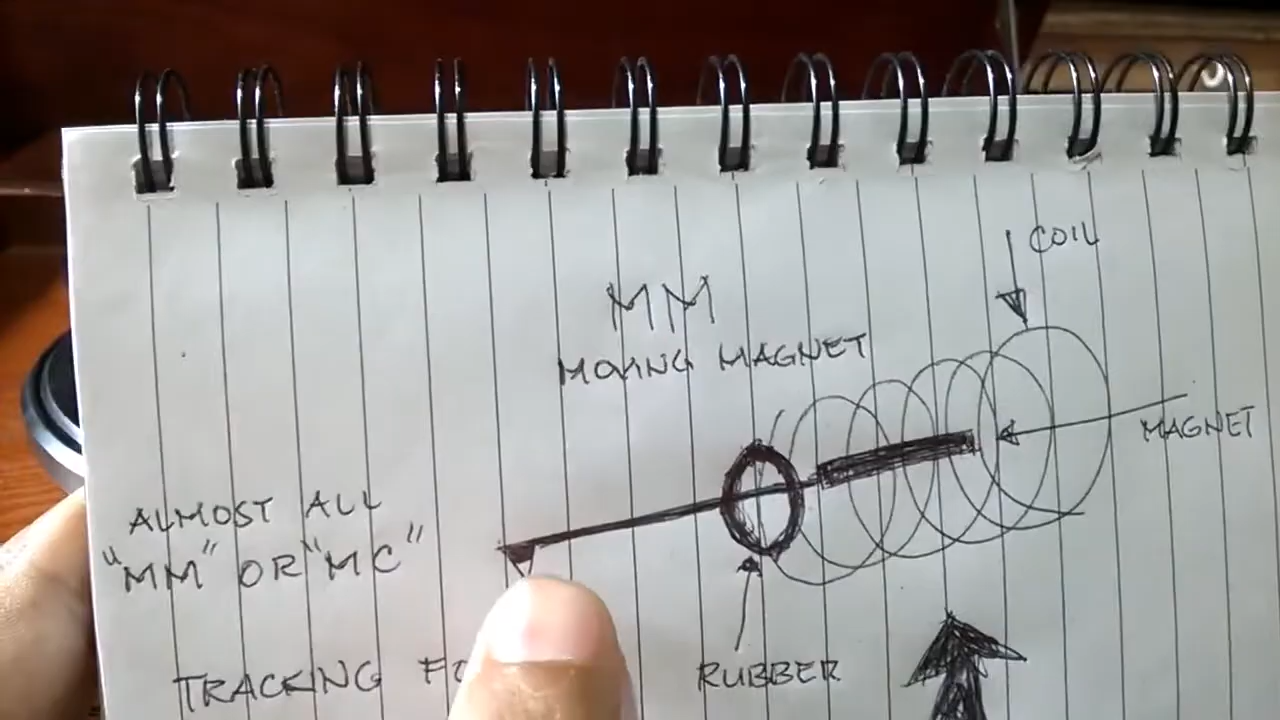 COIL
MM
MOVING MAGNET
MAGNET
ALMOST ALL
"MM" OR "MC"
TRACKING
RUBBER